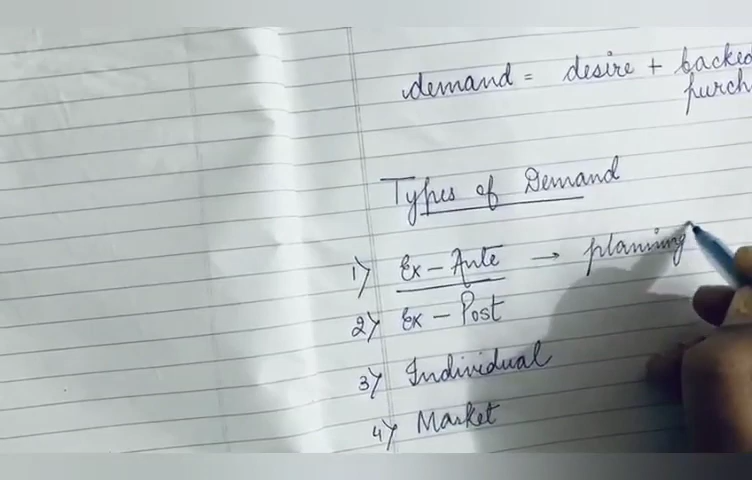 demand = desire + backed
purch
Types of Demand
1) Ex - Ante → planning
2) Ex - Post
3) Individual
4) Market